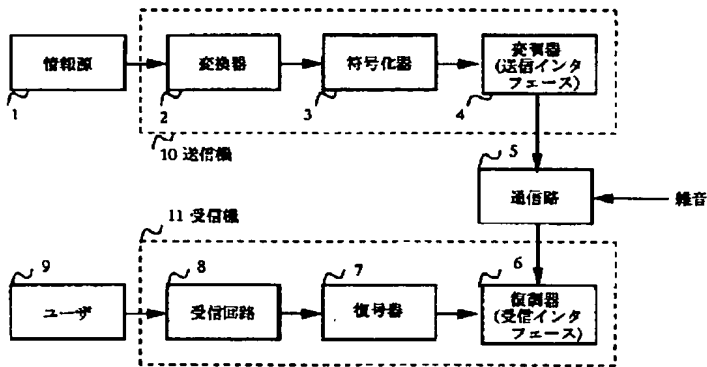 情報源
変換器
符号化器
変調器
(送信インタ
フェース)
1
2
3
4
10 送信機
5
通信路
雑音
11 受信機
9
8
7
6
ユーザ
受信回路
復号器
復調器
(受信インタ
フェース)